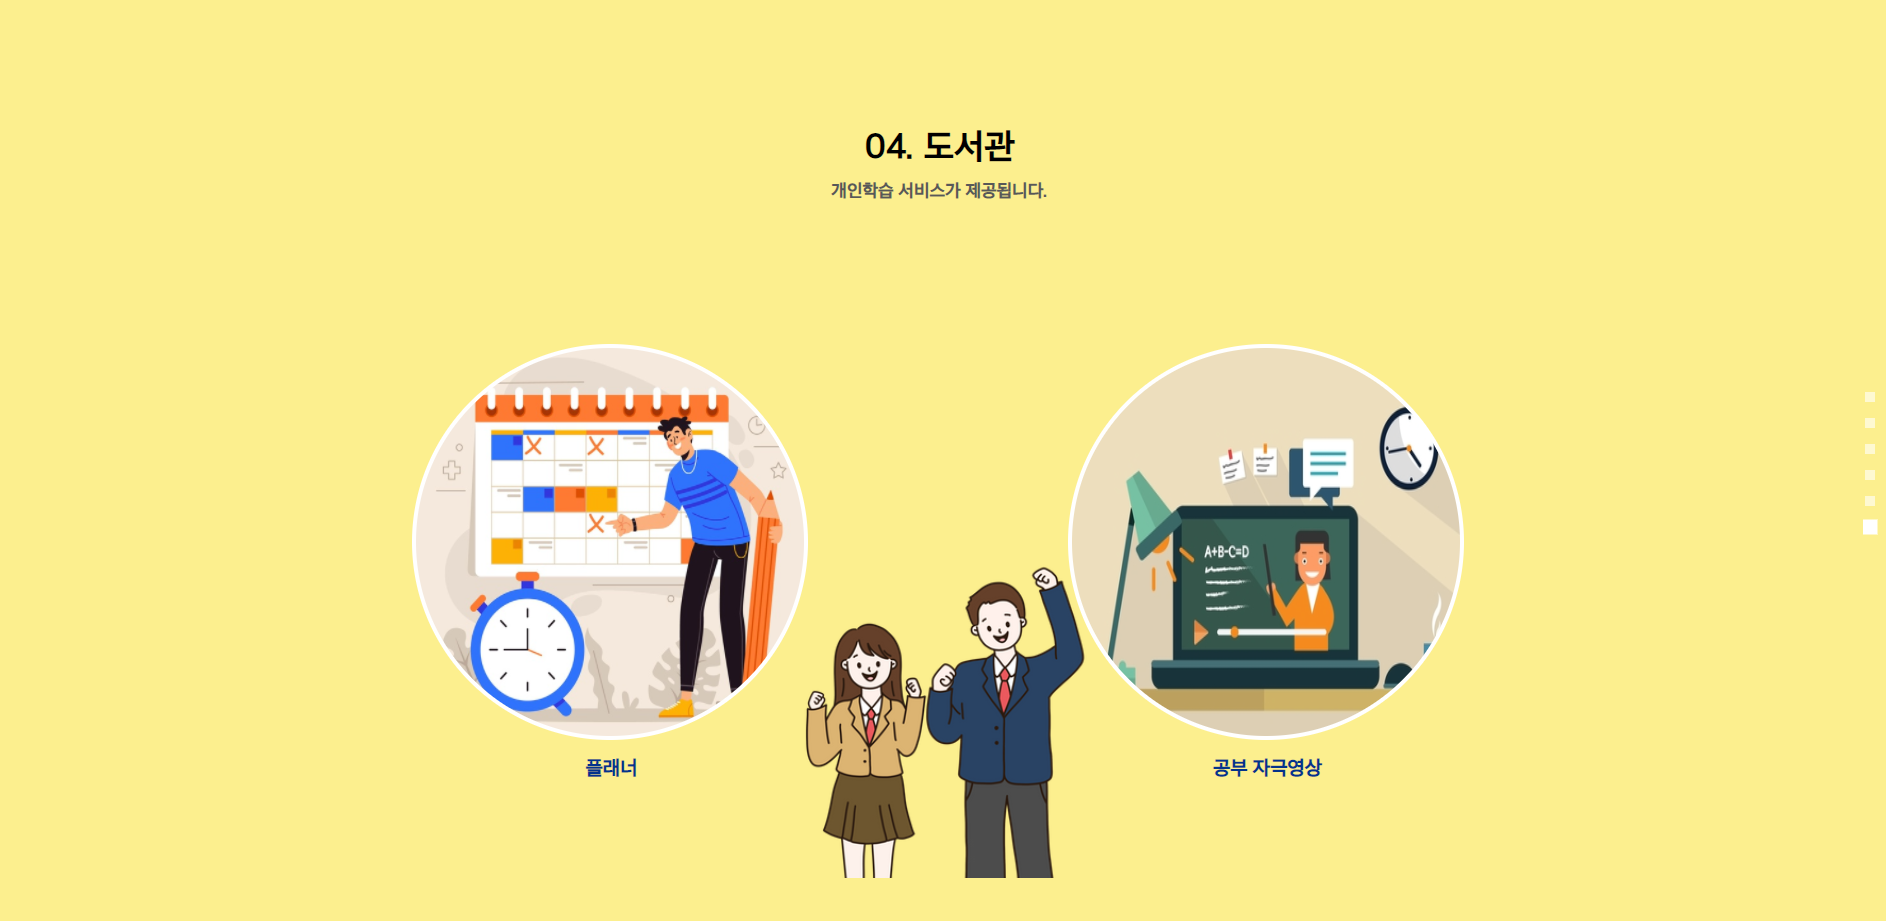 04. 도서관
개인학습 서비스가 제공됩니다.
A+B-C=D
플래너
공부 자극영상